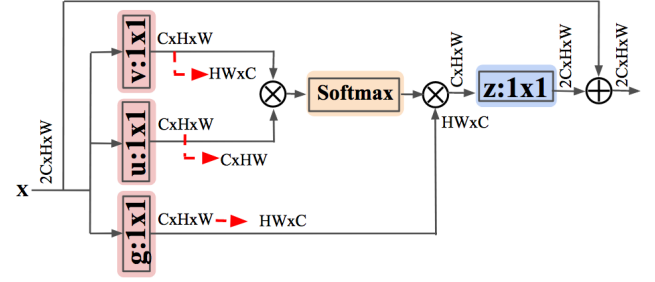 v:1x1
CxHxW
HWxC
u:1x1
CxHxW
CxHW
g:1x1
CxHxW
HWxC
X
2CxHxW
Softmax
HWxC
CxHxW
z:1x1
2CxHxW
2CxHxW